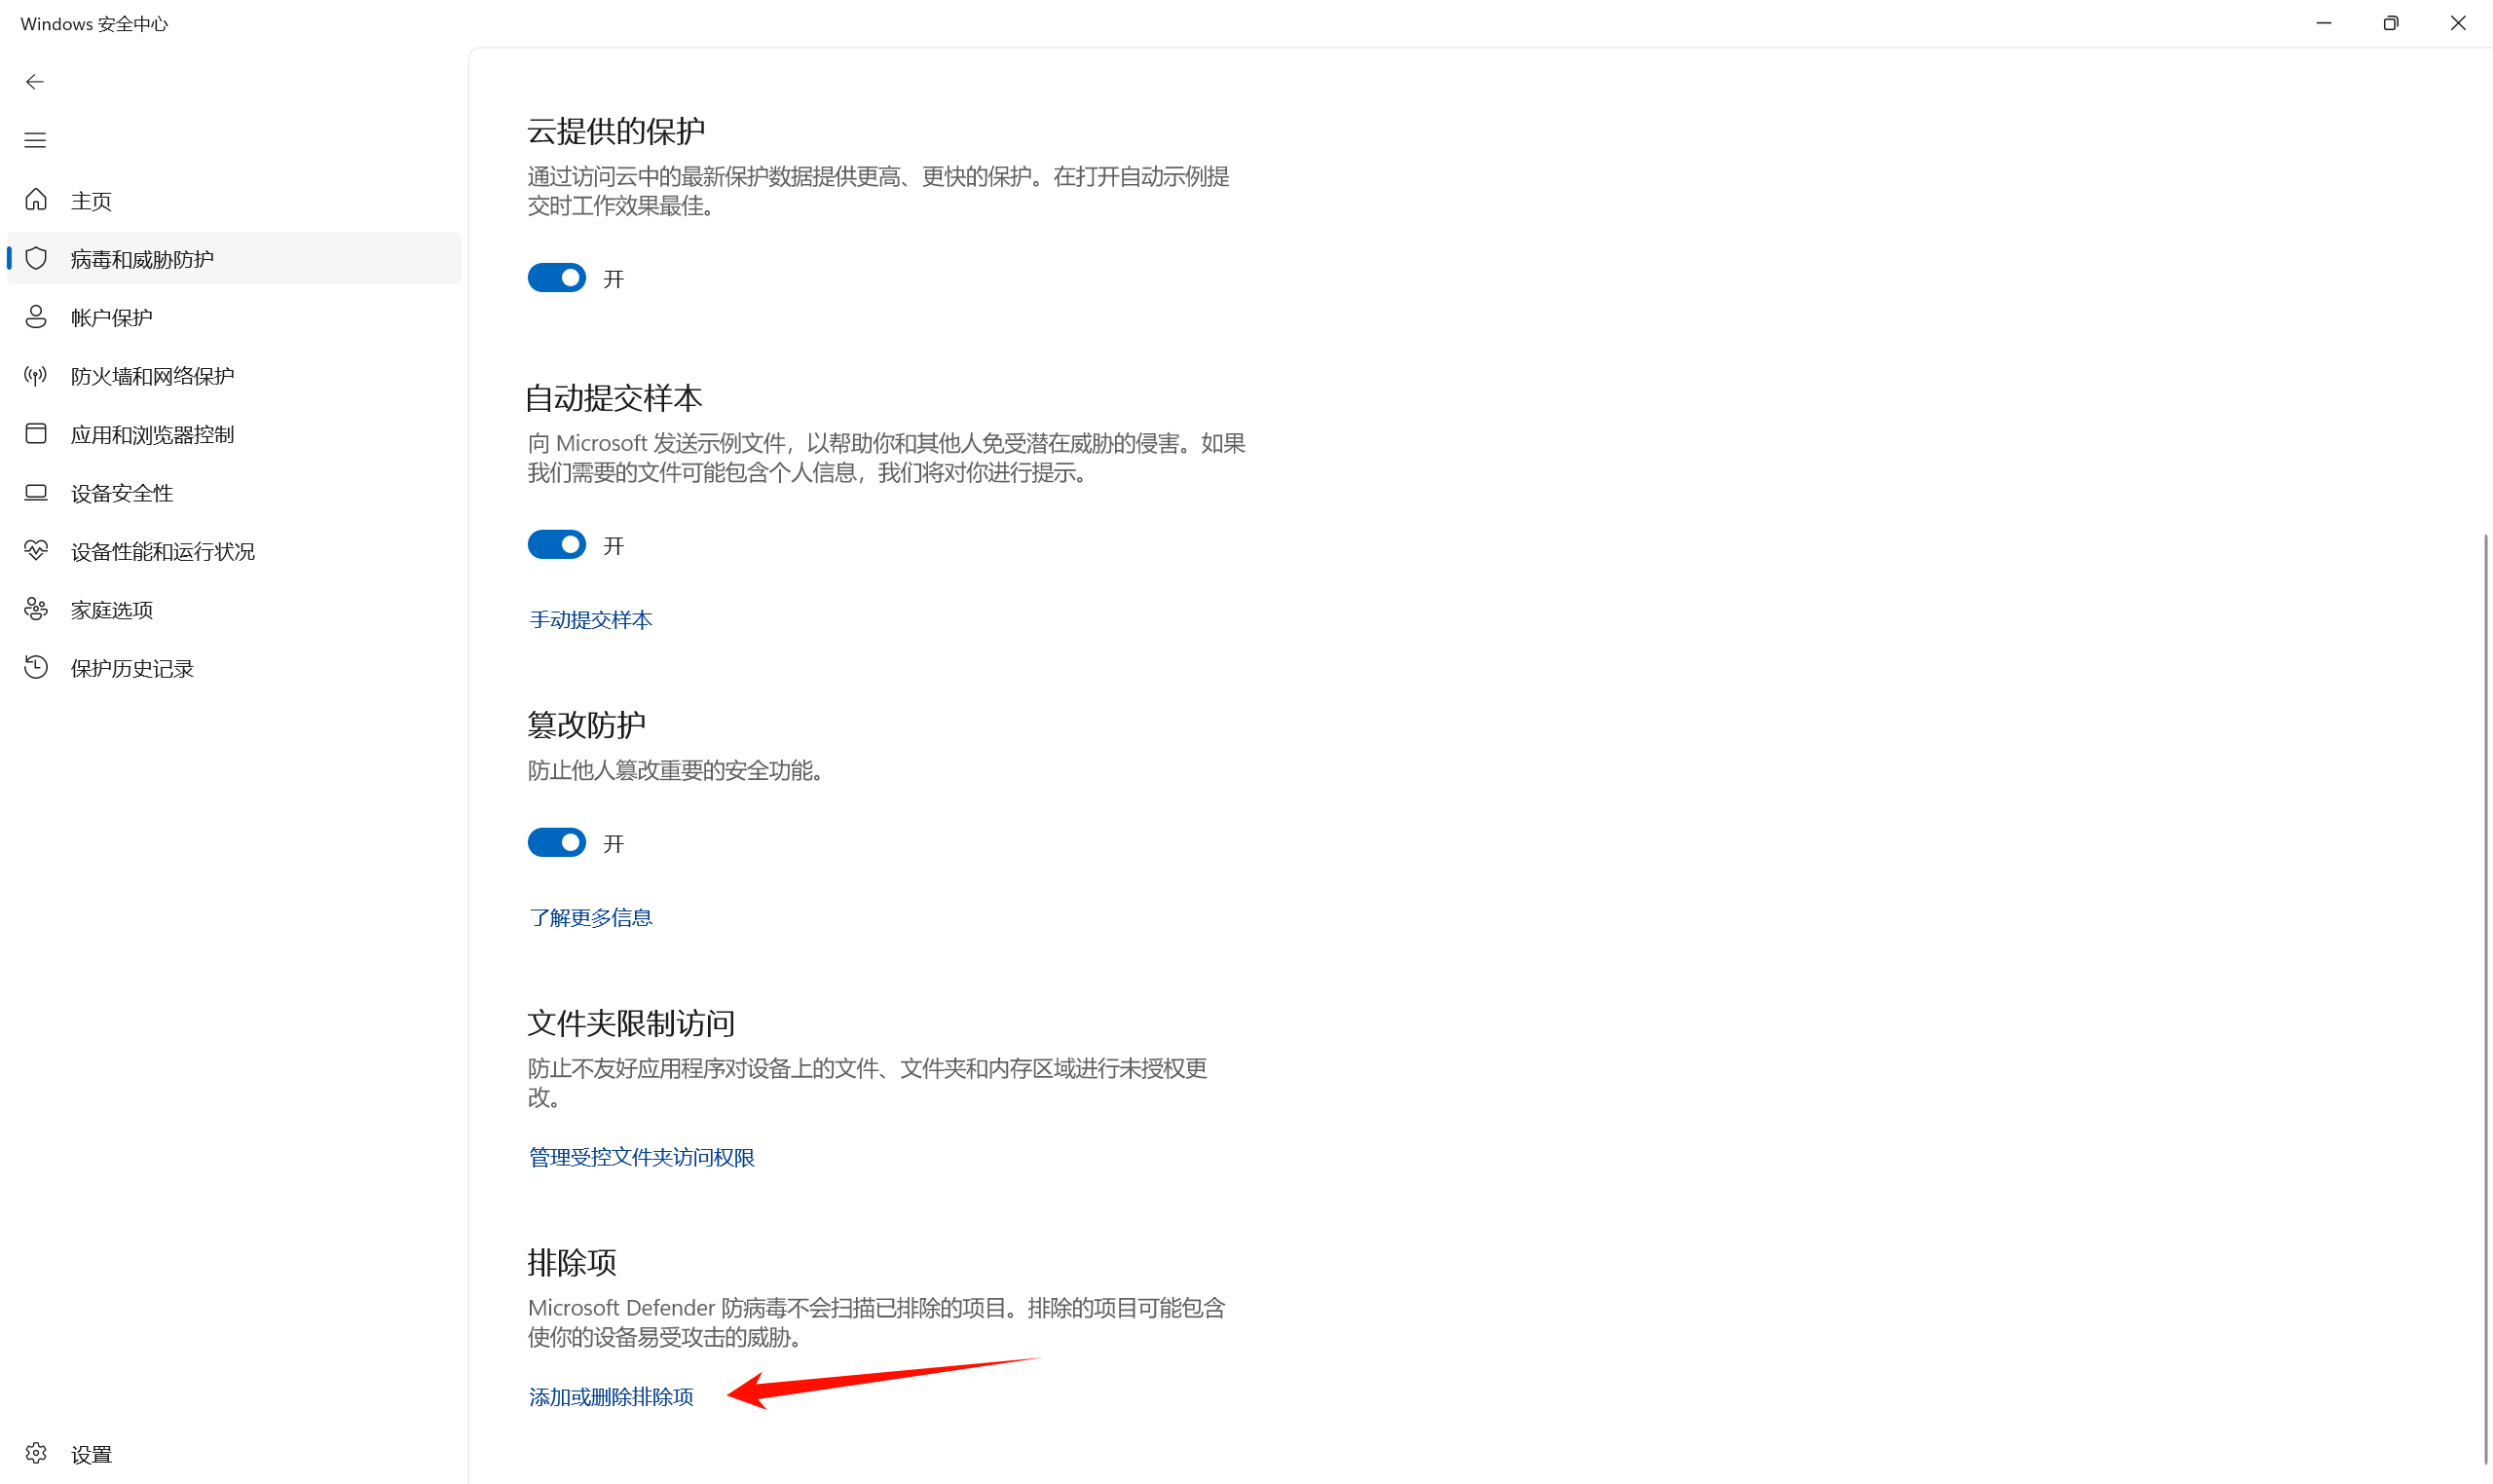 Windows 安全中心
主页
病毒和威胁防护
帐户保护
防火墙和网络保护
应用和浏览器控制
设备安全性
设备性能和运行状况
家庭选项
保护历史记录
设置
云提供的保护
通过访问云中的最新保护数据提供更高、更快的保护。在打开自动示例提
交时工作效果最佳。
开
自动提交样本
向 Microsoft 发送示例文件，以帮助你和其他人免受潜在威胁的侵害。如果
我们需要的文件可能包含个人信息，我们将对你进行提示。
开
手动提交样本
篡改防护
防止他人篡改重要的安全功能。
开
了解更多信息
文件夹限制访问
防止不友好应用程序对设备上的文件、文件夹和内存区域进行未授权更
改。
管理受控文件夹访问权限
排除项
Microsoft Defender 防病毒不会扫描已排除的项目。排除的项目可能包含
使你的设备易受攻击的威胁。
添加或删除排除项